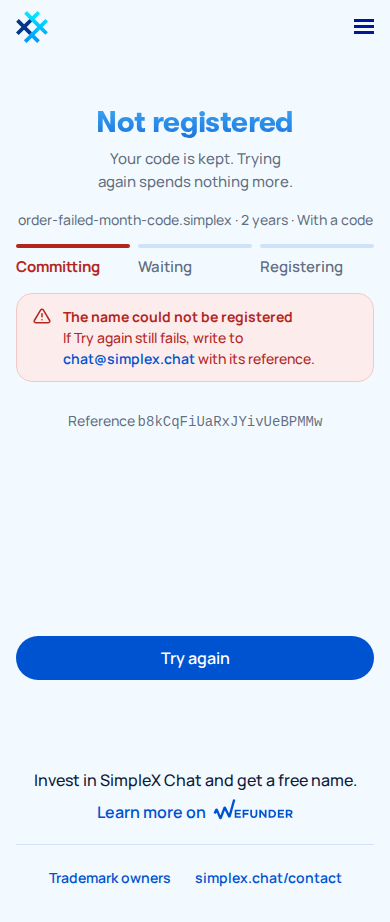 Not registered
Your code is kept. Trying
again spends nothing more.
order-failed-month-code.simplex · 2 years · With a code
Committing Waiting Registering
The name could not be registered
If Try again still fails, write to
chat@simplex.chat with its reference.
Reference b8kCqFiUaRxJYivUeBPMMw
Try again
Invest in SimpleX Chat and get a free name.
Learn more on WEFUNDER
Trademark owners simplex.chat/contact